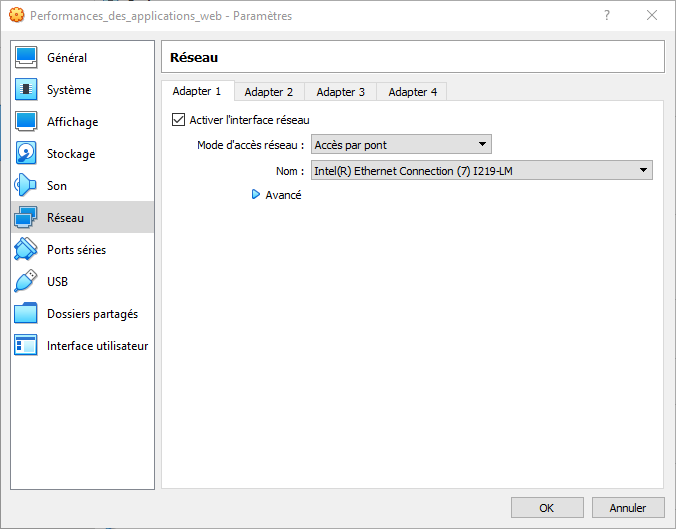 Performances_des_applications_web - Paramètres
Général
Système
Affichage
Stockage
Son
Réseau
Ports séries
USB
Dossiers partagés
Interface utilisateur
Réseau
Adapter 1
Adapter 2
Adapter 3
Adapter 4
Activer l'interface réseau
Mode d'accès réseau : Accès par pont
Nom : Intel(R) Ethernet Connection (7) I219-LM
Avancé
OK
Annuler